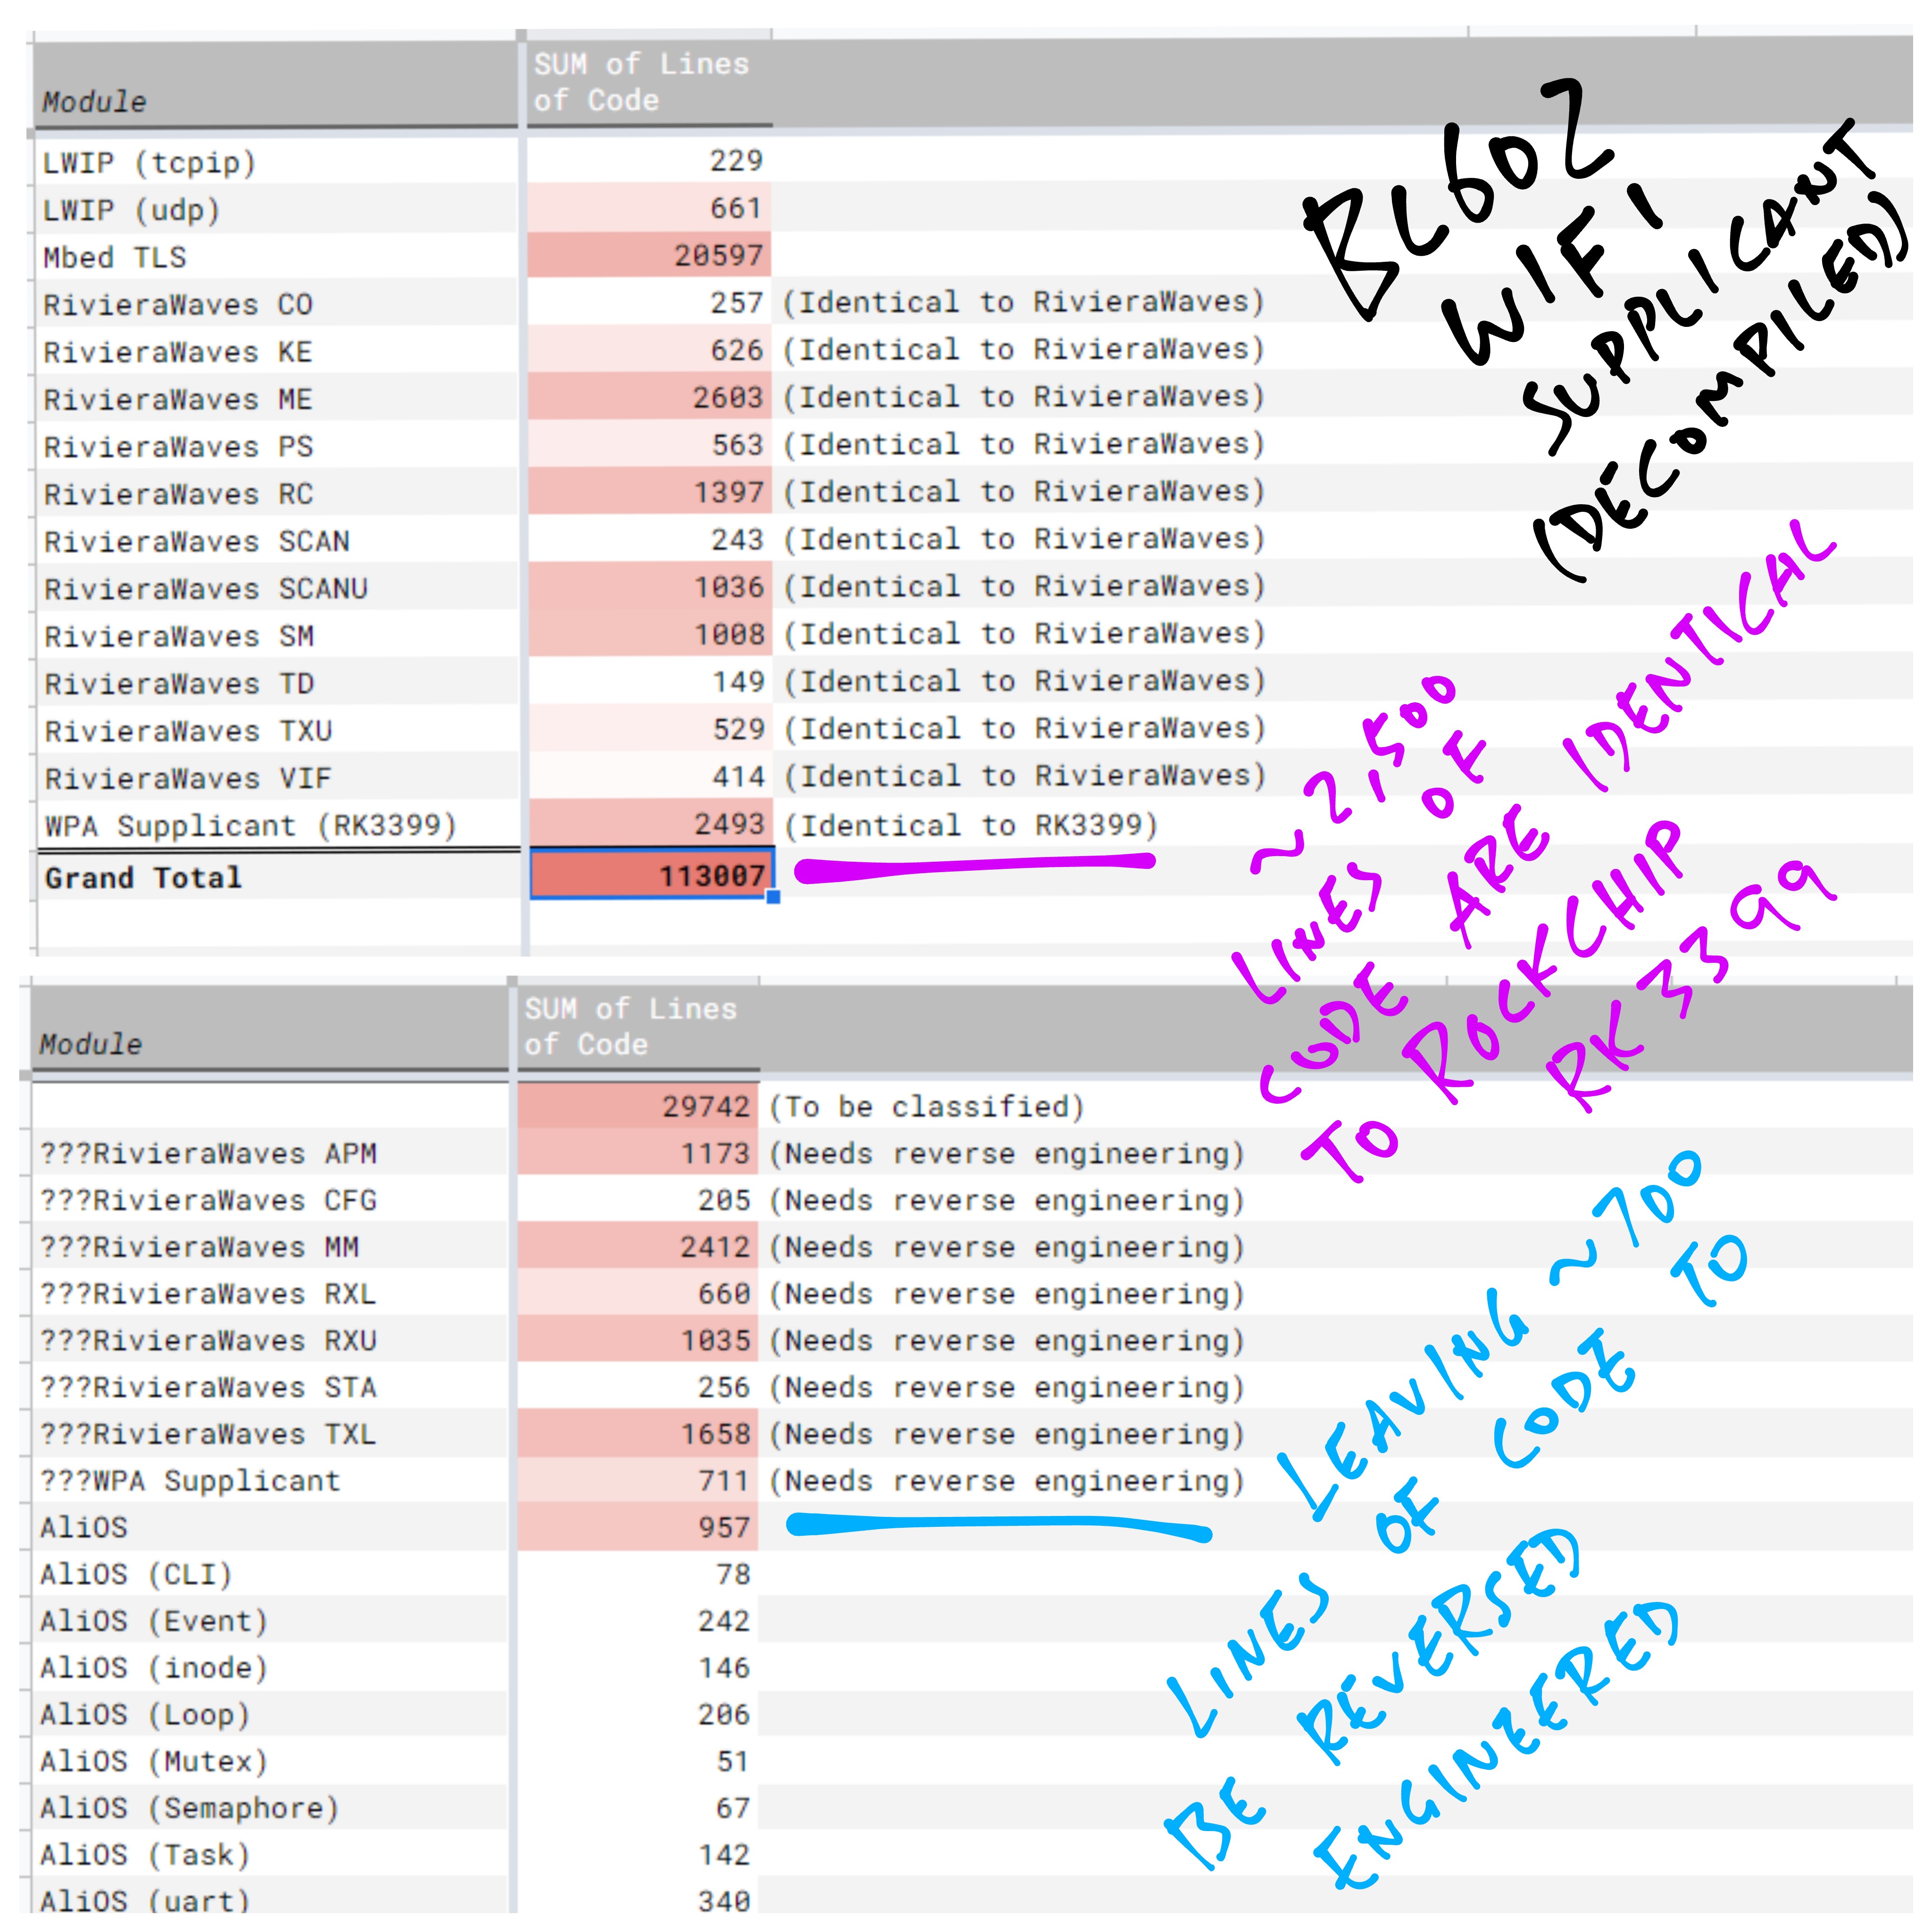 Module SUM of Lines of Code
LWIP (tcpip) 229
LWIP (udp) 661
Mbed TLS 20597
RivieraWaves CO 257 (Identical to RivieraWaves)
RivieraWaves KE 626 (Identical to RivieraWaves)
RivieraWaves ME 2603 (Identical to RivieraWaves)
RivieraWaves PS 563 (Identical to RivieraWaves)
RivieraWaves RC 1397 (Identical to RivieraWaves)
RivieraWaves SCAN 243 (Identical to RivieraWaves)
RivieraWaves SCANU 1036 (Identical to RivieraWaves)
RivieraWaves SM 1008 (Identical to RivieraWaves)
RivieraWaves TD 149 (Identical to RivieraWaves)
RivieraWaves TXU 529 (Identical to RivieraWaves)
RivieraWaves VIF 414 (Identical to RivieraWaves)
WPA Supplicant (RK3399) 2493 (Identical to RK3399)
Grand Total 113007
BL602
WIFI
SUPPLICANT
(DECOMPILED)
~2,500
LINES OF
CODE ARE IDENTICAL
TO ROCKCHIP
RK3399
Module SUM of Lines of Code
29742 (To be classified)
???RivieraWaves APM 1173 (Needs reverse engineering)
???RivieraWaves CFG 205 (Needs reverse engineering)
???RivieraWaves MM 2412 (Needs reverse engineering)
???RivieraWaves RXL 660 (Needs reverse engineering)
???RivieraWaves RXU 1035 (Needs reverse engineering)
???RivieraWaves STA 256 (Needs reverse engineering)
???RivieraWaves TXL 1658 (Needs reverse engineering)
???WPA Supplicant 711 (Needs reverse engineering)
AliOS 957
AliOS (CLI) 78
AliOS (Event) 242
AliOS (inode) 146
AliOS (Loop) 206
AliOS (Mutex) 51
AliOS (Semaphore) 67
AliOS (Task) 142
AliOS (uart) 340
LEAVING ~700
LINES OF CODE TO
BE REVERSED
ENGINEERED